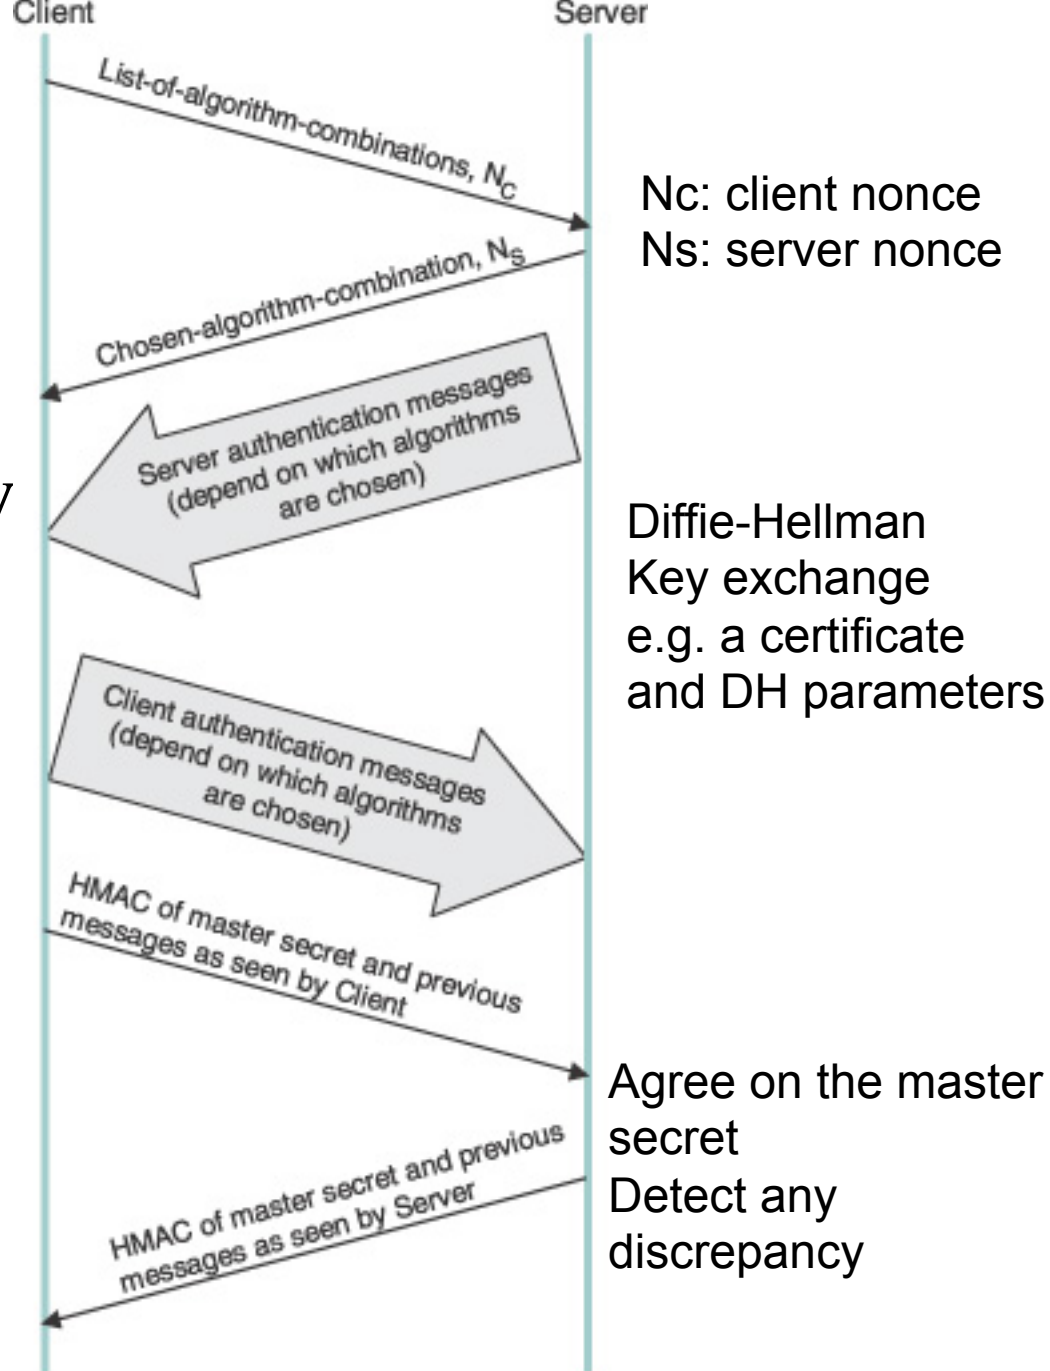 Client
Server
List-of-algorithm-combinations, NC
Nc: client nonce
Ns: server nonce
Chosen-algorithm-combination, NS
Server authentication messages
(depend on which algorithms
are chosen)
y
Diffie-Hellman
Key exchange
e.g. a certificate
and DH parameters
Client authentication messages
(depend on which algorithms
are chosen)
HMAC of master secret and previous
messages as seen by Client
Agree on the master
secret
Detect any
discrepancy
HMAC of master secret and previous
messages as seen by Server